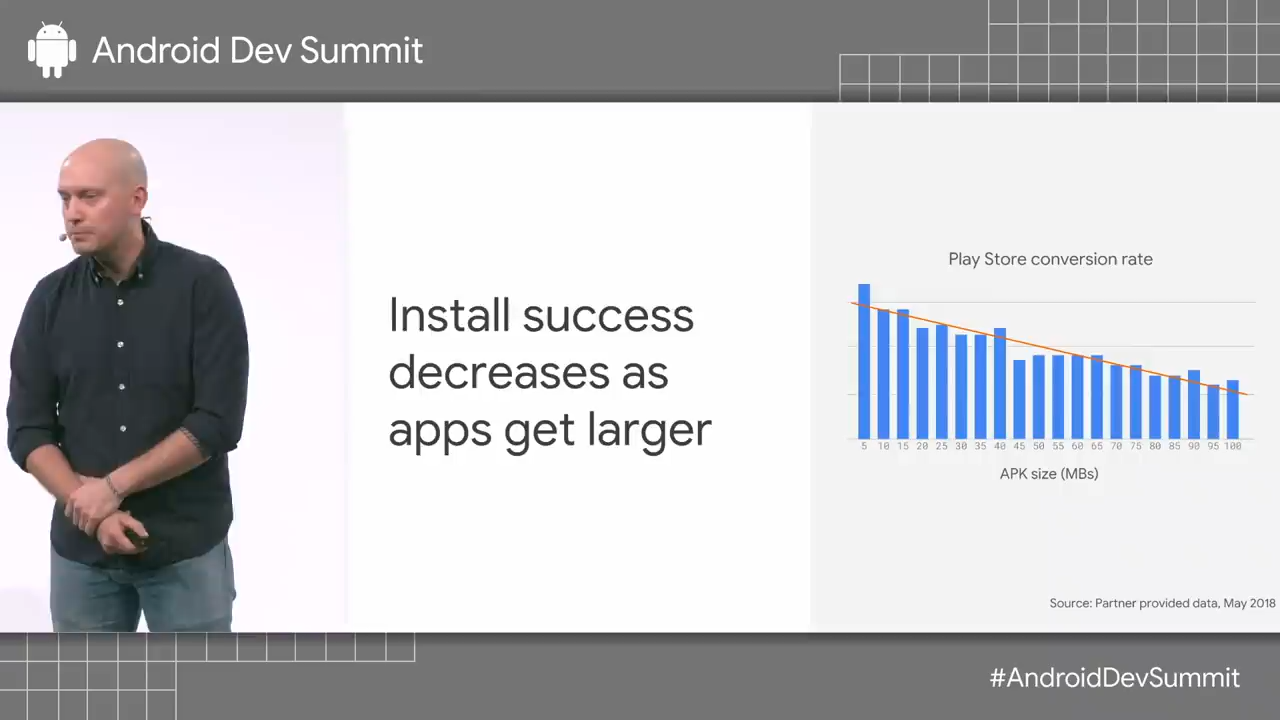 Android Dev Summit
Install success
decreases as
apps get larger
Play Store conversion rate
5 10 15 20 25 30 35 40 45 50 55 60 65 70 75 80 85 90 95 100
APK size (MBs)
Source: Partner provided data, May 2018
#AndroidDevSummit